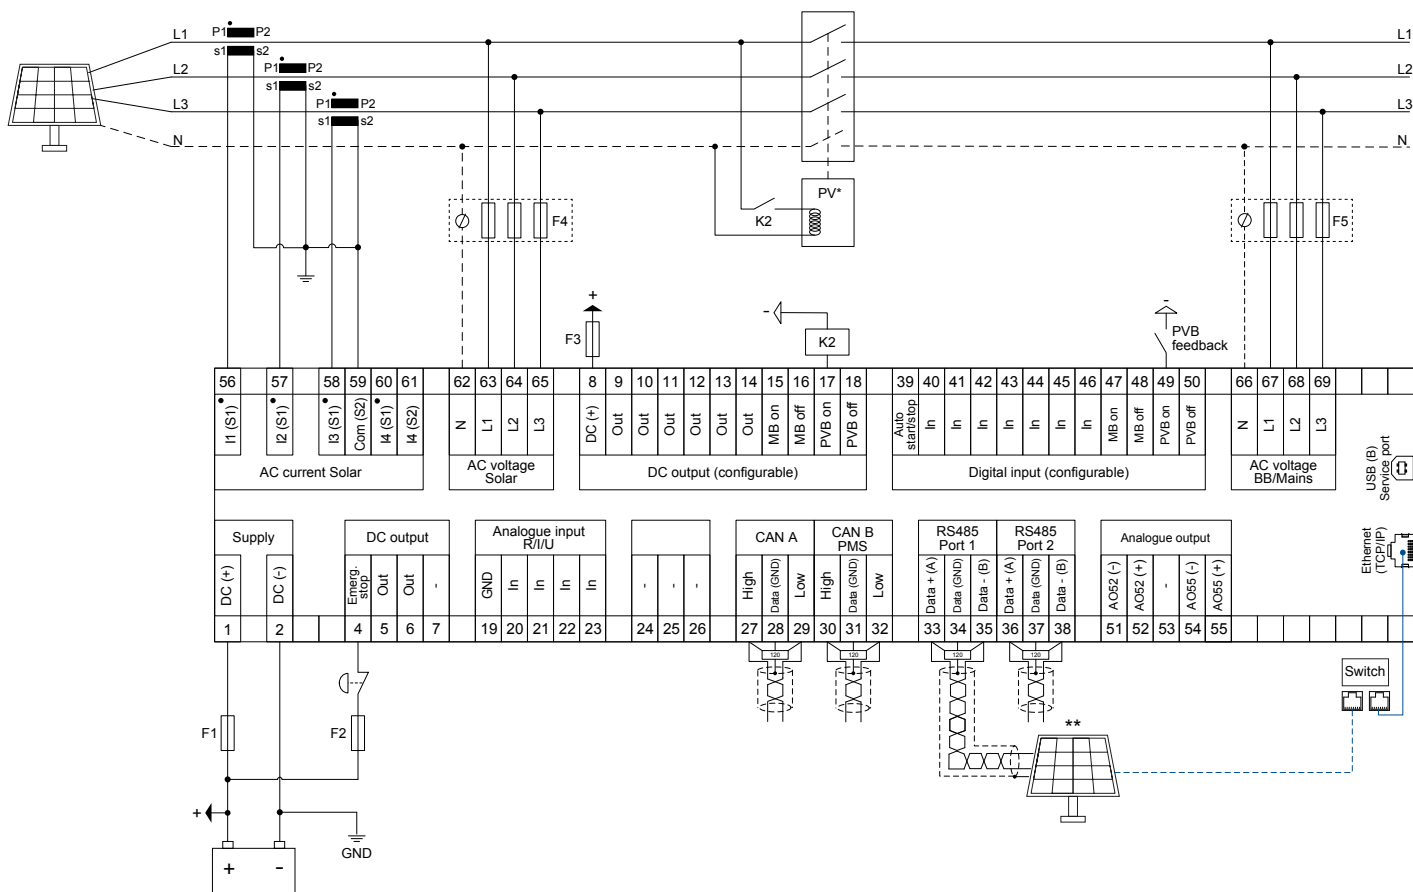 L1 P1 P2 L1
s1 s2
L2 P1 P2 L2
s1 s2
L3 P1 P2 L3
s1 s2
N N
PV*
K2
F4 F5
+ - -
F3 K2 PVB
feedback
56 57 58 59 60 61 62 63 64 65 8 9 10 11 12 13 14 15 16 17 18 39 40 41 42 43 44 45 46 47 48 49 50 66 67 68 69
I1 (S1)
I2 (S1)
I3 (S1)
Com (S2)
I4 (S1)
I4 (S2)
N
L1
L2
L3
DC (+)
Out
Out
Out
Out
Out
Out
MB on
MB off
PVB on
PVB off
Auto
start/stop
In
In
In
In
In
In
In
MB on
MB off
PVB on
PVB off
N
L1
L2
L3
AC current Solar
AC voltage
Solar
DC output (configurable)
Digital input (configurable)
AC voltage
BB/Mains
USB (B)
Service port
Supply
DC output
Analogue input
R/I/U
CAN A
CAN B
PMS
RS485
Port 1
RS485
Port 2
Analogue output
Ethernet
(TCP/IP)
DC (+)
DC (-)
Emerg.
stop
Out
Out
-
GND
In
In
In
In
-
-
-
High
Data (GND)
Low
High
Data (GND)
Low
Data + (A)
Data (GND)
Data - (B)
Data + (A)
Data (GND)
Data - (B)
AO52 (-)
AO52 (+)
-
AO55 (-)
AO55 (+)
1 2 4 5 6 7 19 20 21 22 23 24 25 26 27 28 29 30 31 32 33 34 35 36 37 38 51 52 53 54 55
120 120 120 120
Switch
F1 F2
**
+
GND
+ -